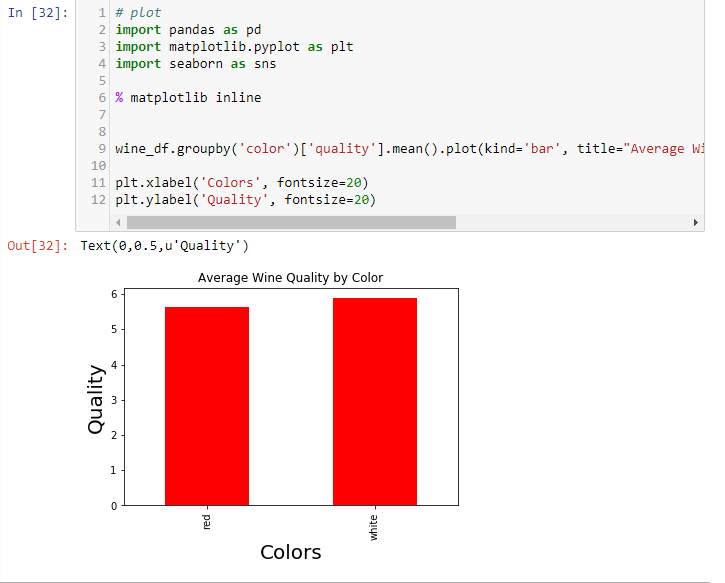 In [32]:
1 # plot
2 import pandas as pd
3 import matplotlib.pyplot as plt
4 import seaborn as sns
5
6 % matplotlib inline
7
8
9 wine_df.groupby('color')['quality'].mean().plot(kind='bar', title="Average Wi
10
11 plt.xlabel('Colors', fontsize=20)
12 plt.ylabel('Quality', fontsize=20)
Out[32]: Text(0,0.5,u'Quality')
Average Wine Quality by Color
6
5
4
3
2
1
0
Quality
red white
Colors